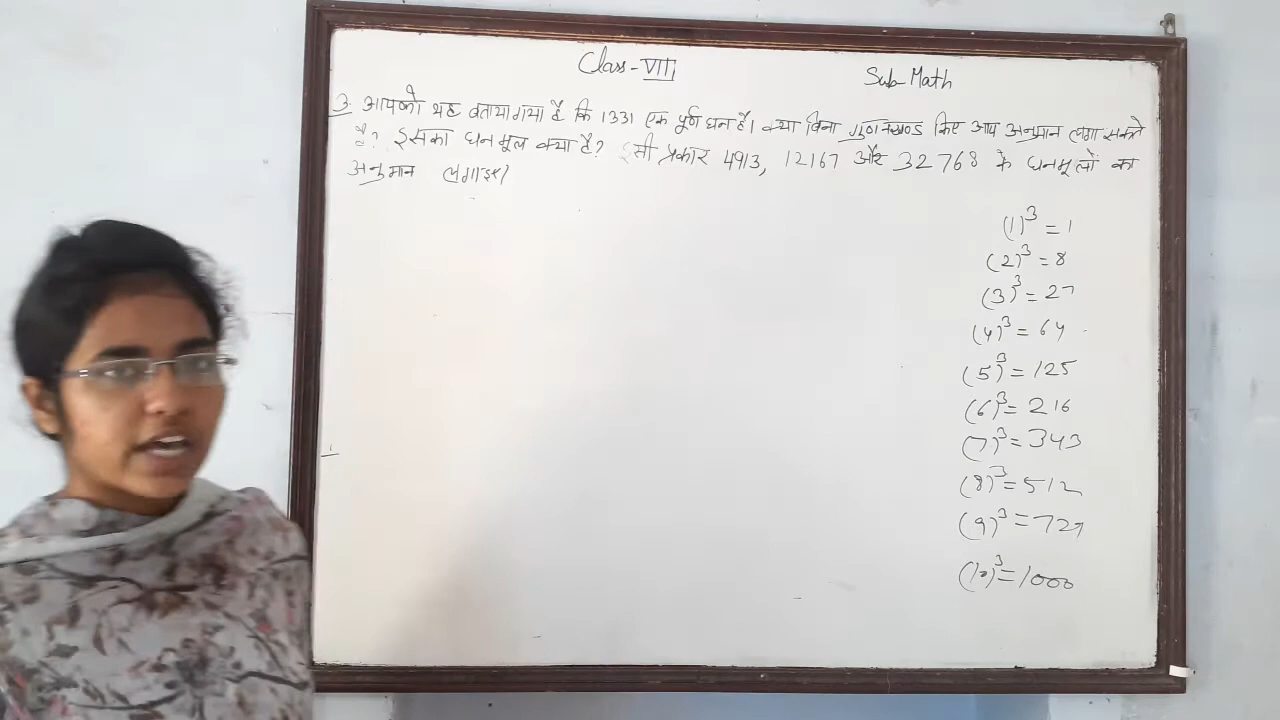 Class-VIII
Sub-Math
3. आपको यह बताया गया है कि 1331 एक पूर्ण घन है। क्या बिना गुणनखण्ड किए आप अनुमान लगा सकते
है? इसका घनमूल क्या है? इसी प्रकार 4913, 12167 और 32768 के घनमूलों का
अनुमान लगाइए।
(1)³ = 1
(2)³ = 8
(3)³ = 27
(4)³ = 64
(5)³ = 125
(6)³ = 216
(7)³ = 343
(8)³ = 512
(9)³ = 729
(10)³ = 1000